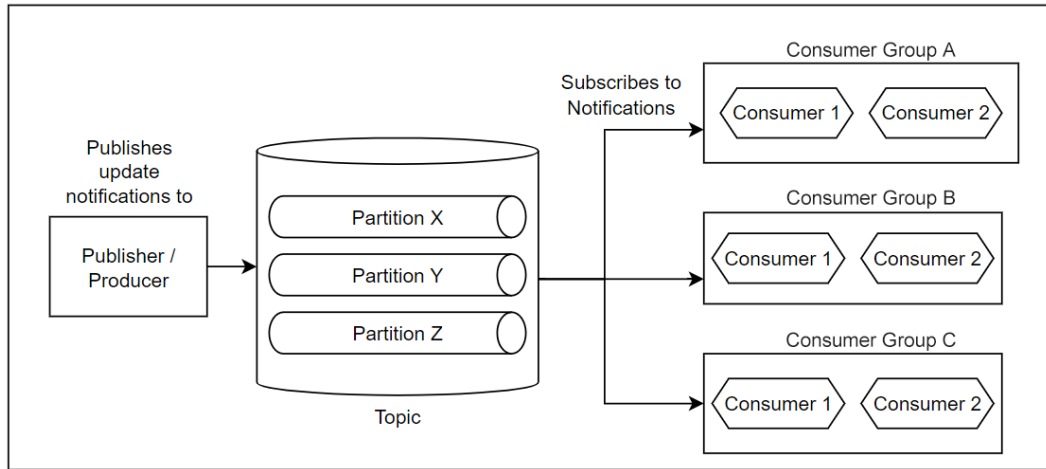 Publishes
update
notifications to
Publisher /
Producer
Partition X
Partition Y
Partition Z
Topic
Subscribes to
Notifications
Consumer Group A
Consumer 1
Consumer 2
Consumer Group B
Consumer 1
Consumer 2
Consumer Group C
Consumer 1
Consumer 2